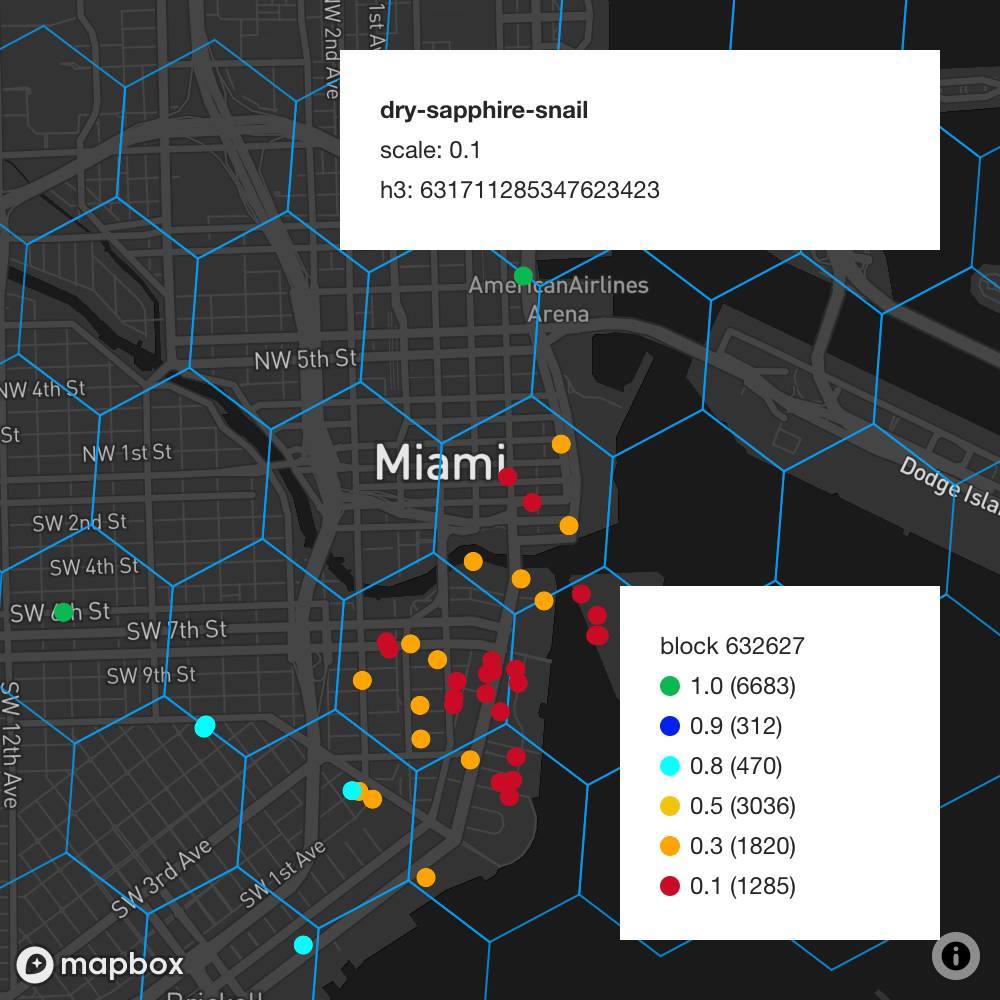 NW 2nd Ave
1st Av
dry-sapphire-snail
scale: 0.1
h3: 631711285347623423
AmericanAirlines
Arena
NW 5th St
NW 4th St
St
NW 1st St
Miami
Dodge Isla
SW 2nd St
SW 4th St
SW 6th St
SW 7th St
SW 9th St
SW 12th Ave
block 632627
1.0 (6683)
0.9 (312)
0.8 (470)
0.5 (3036)
0.3 (1820)
0.1 (1285)
SW 3rd Ave
SW 1st Ave
mapbox
Brickell